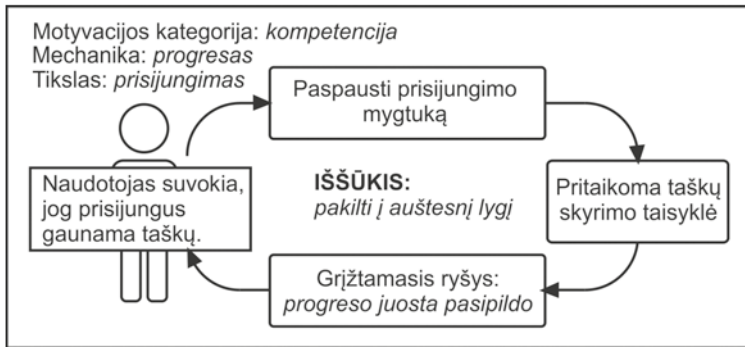 Motyvacijos kategorija: kompetencija
Mechanika: progresas
Tikslas: prisijungimas
Paspausti prisijungimo
mygtuką
Naudotojas suvokia,
jog prisijungus
gaunama taškų.
IŠŠŪKIS:
pakilti į auštesnį lygį
Pritaikoma taškų
skyrimo taisyklė
Grįžtamasis ryšys:
progreso juosta pasipildo